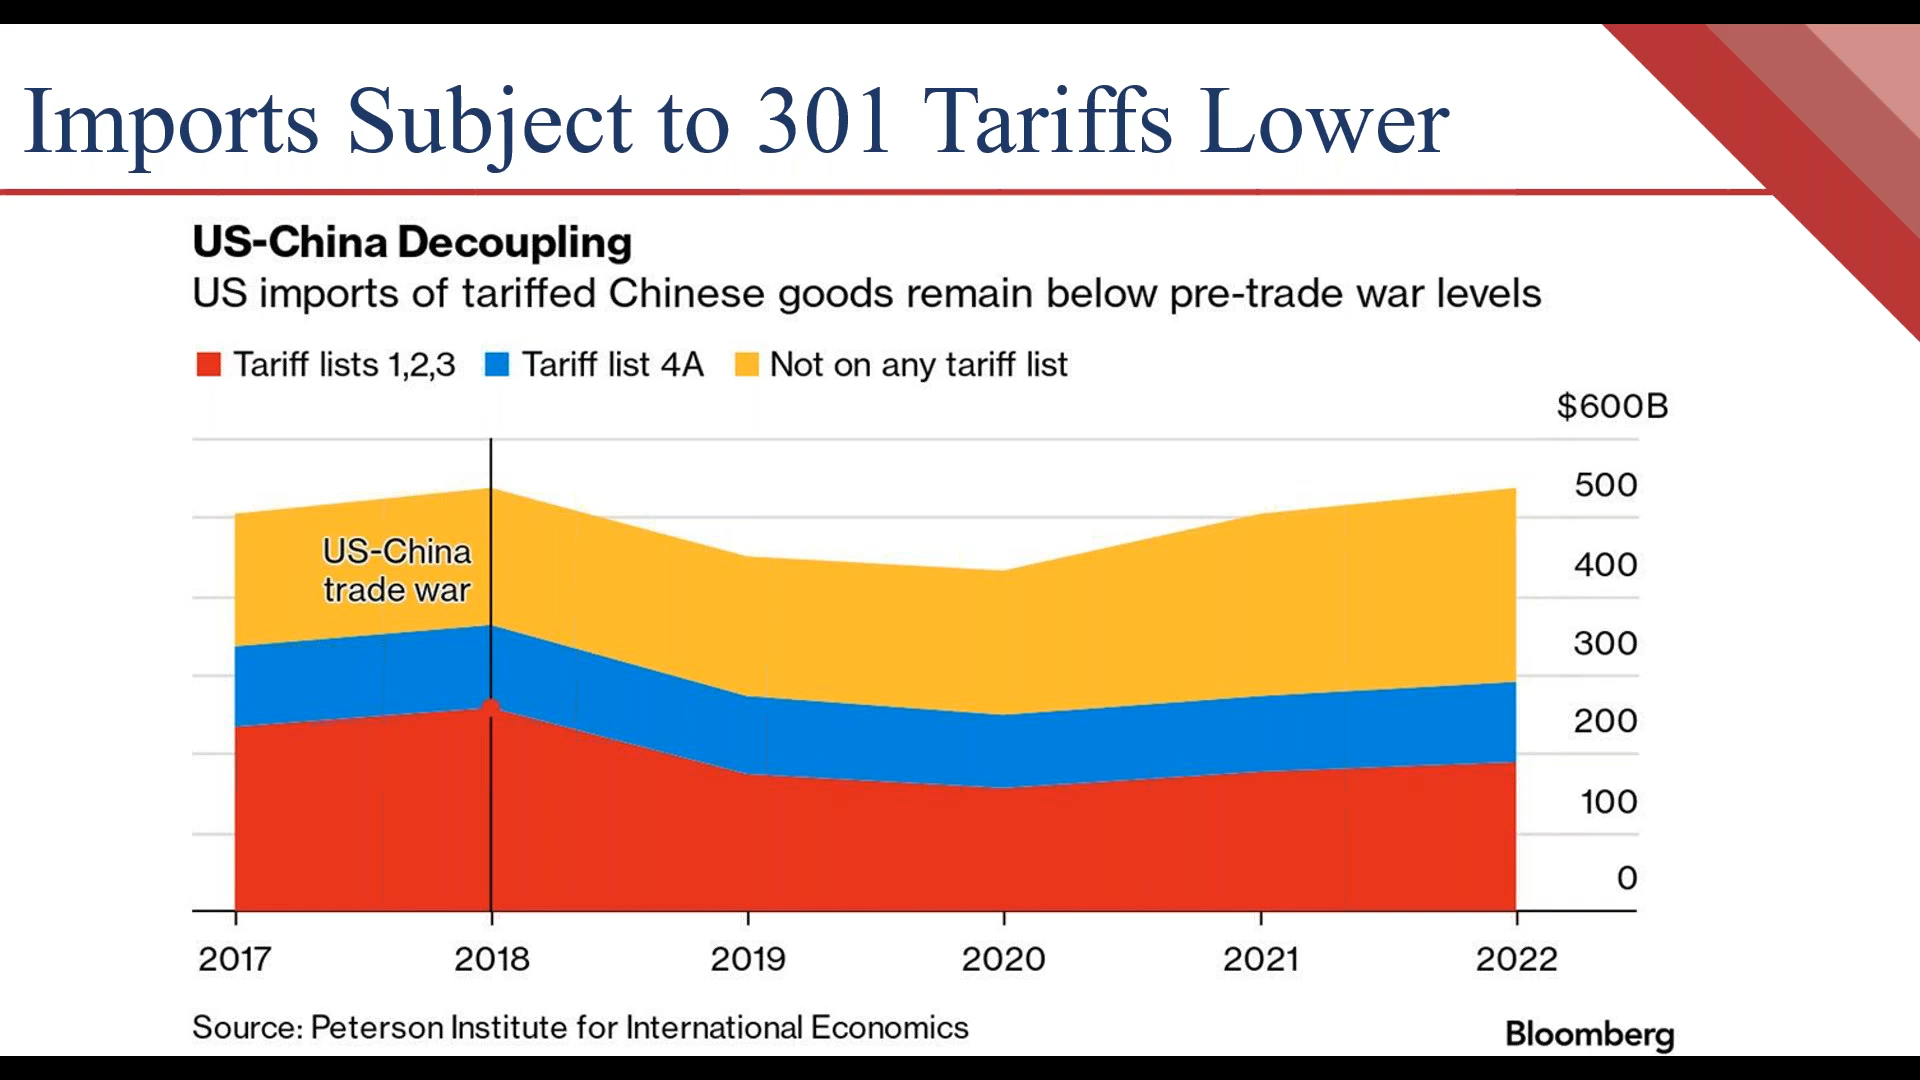 Imports Subject to 301 Tariffs Lower
US-China Decoupling
US imports of tariffed Chinese goods remain below pre-trade war levels
Tariff lists 1,2,3 Tariff list 4A Not on any tariff list
$600B
500
US-China
trade war
400
300
200
100
0
2017 2018 2019 2020 2021 2022
Source: Peterson Institute for International Economics
Bloomberg